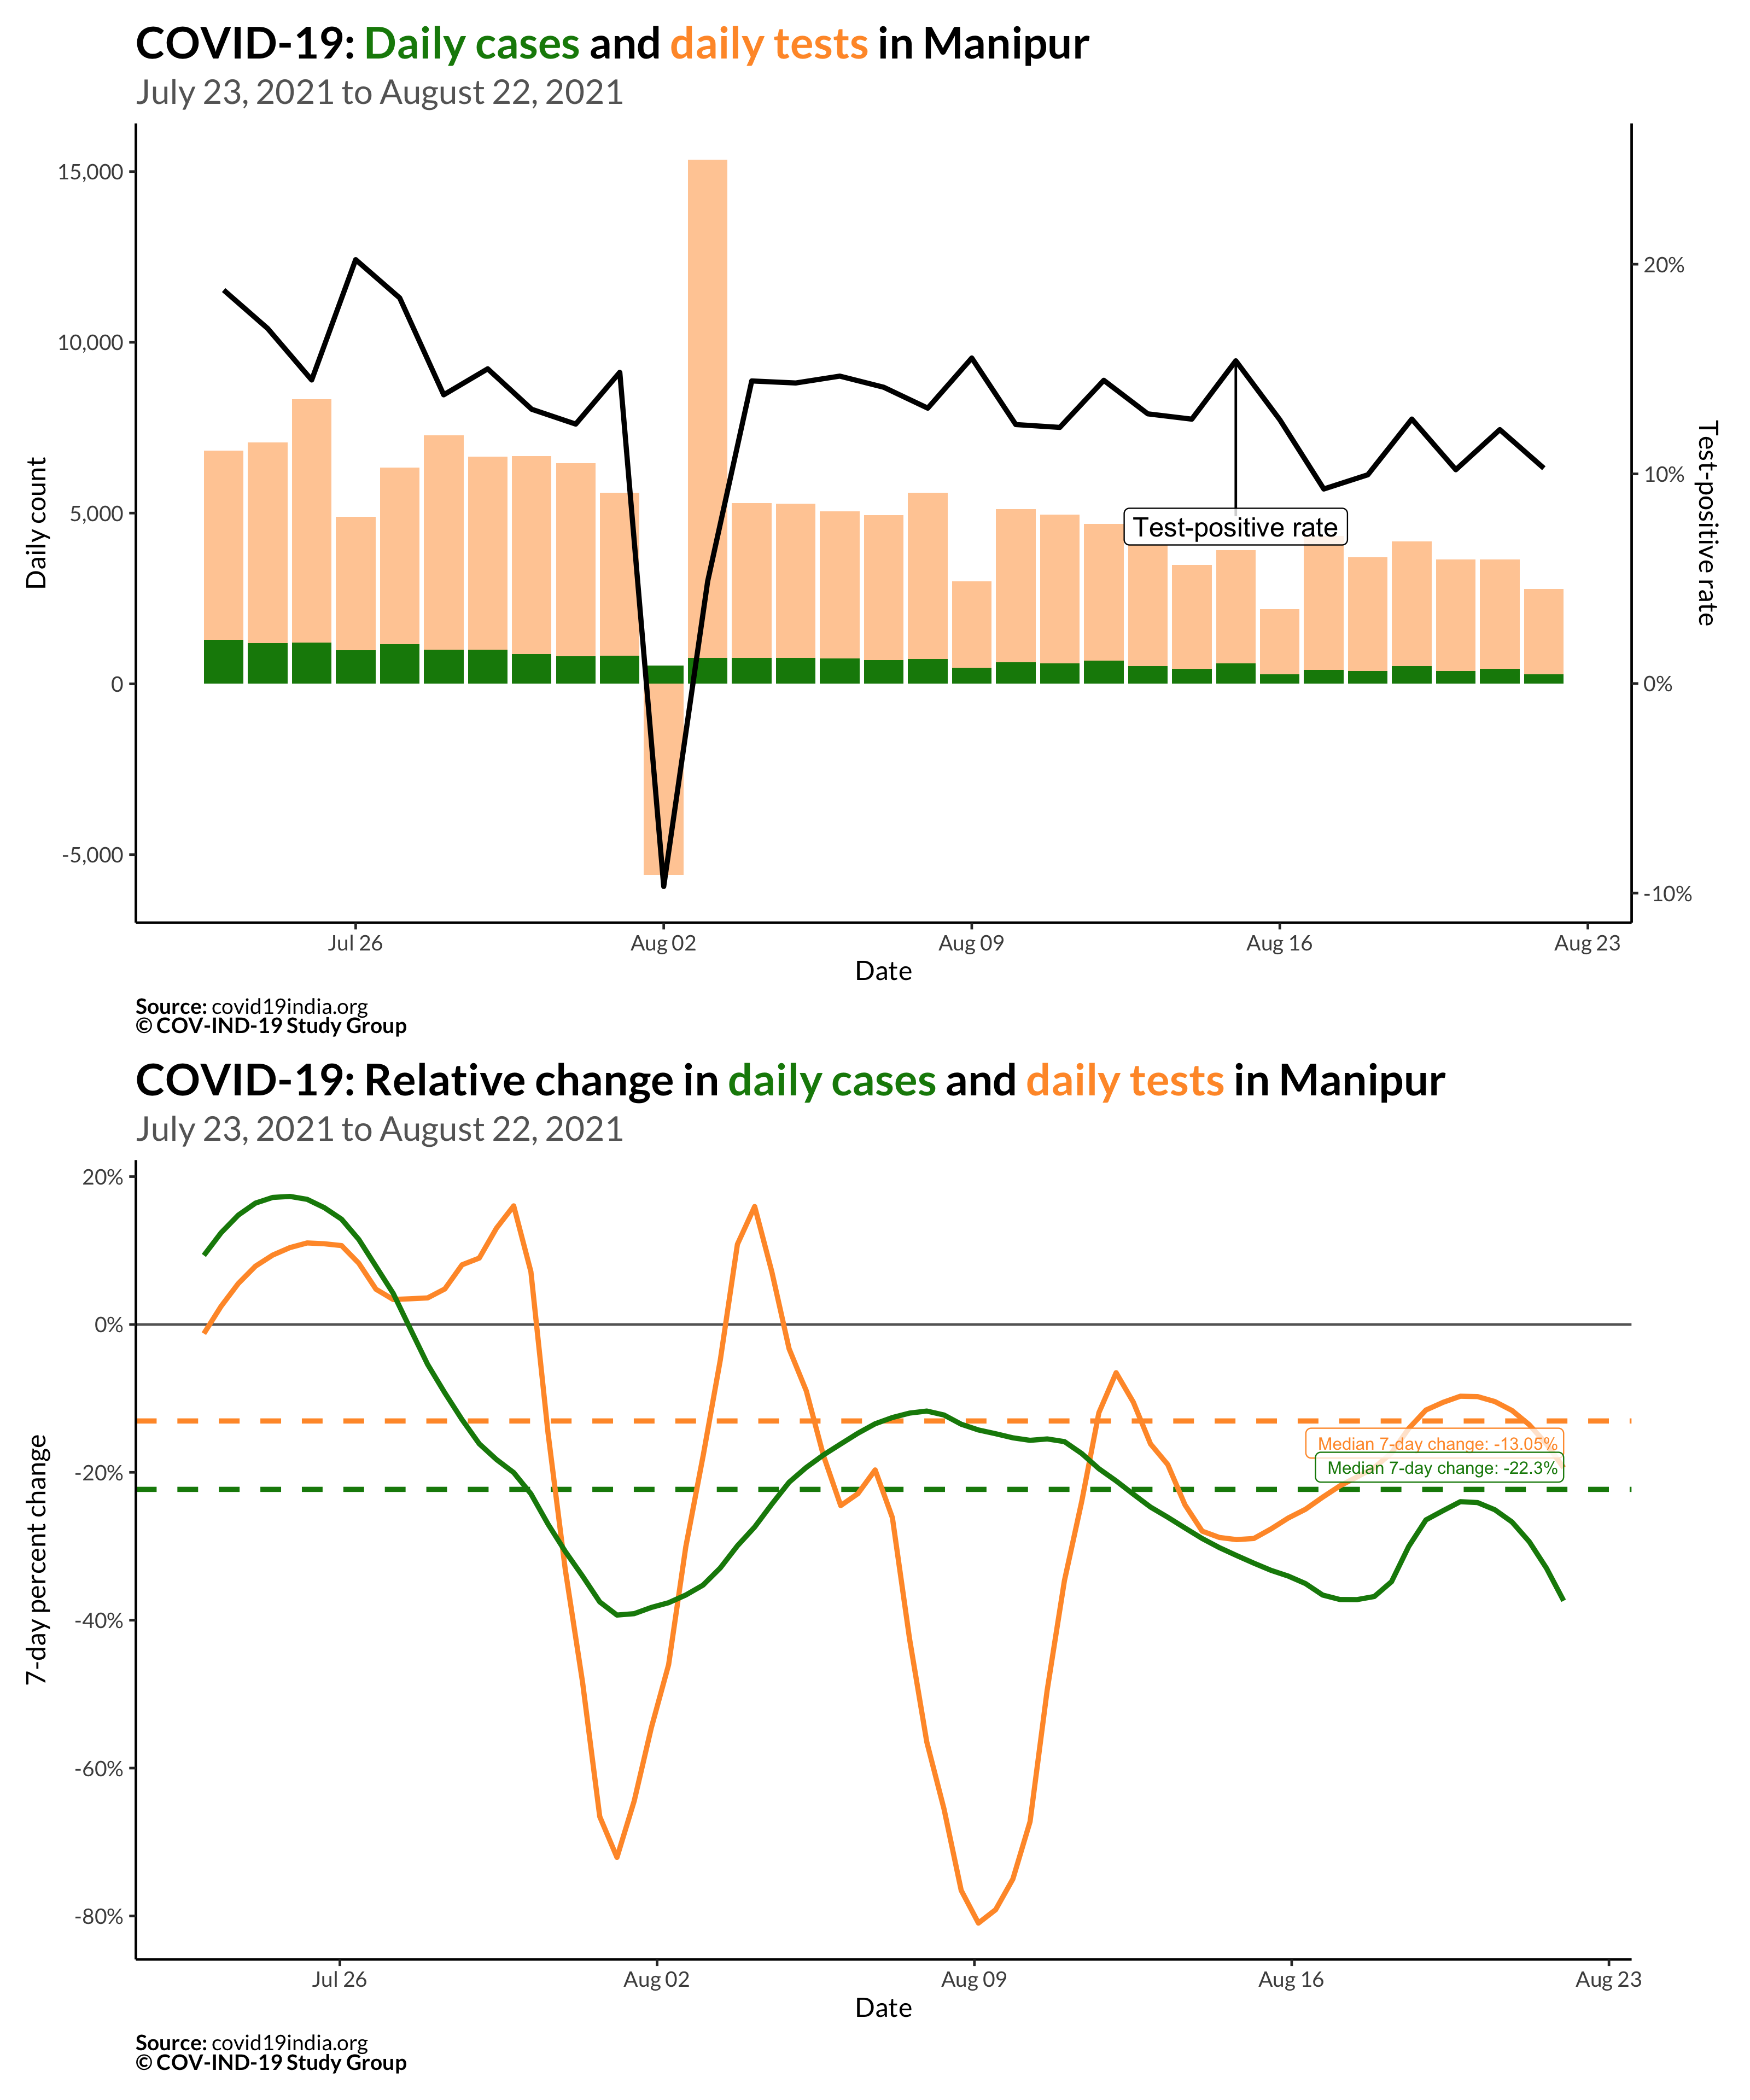 COVID-19: Daily cases and daily tests in Manipur
July 23, 2021 to August 22, 2021
15,000
10,000
5,000
0
-5,000
Daily count
20%
10%
0%
-10%
Test-positive rate
Test-positive rate
Jul 26
Aug 02
Aug 09
Aug 16
Aug 23
Date
Source: covid19india.org
© COV-IND-19 Study Group
COVID-19: Relative change in daily cases and daily tests in Manipur
July 23, 2021 to August 22, 2021
20%
0%
-20%
-40%
-60%
-80%
7-day percent change
Median 7-day change: -13.05%
Median 7-day change: -22.3%
Jul 26
Aug 02
Aug 09
Aug 16
Aug 23
Date
Source: covid19india.org
© COV-IND-19 Study Group